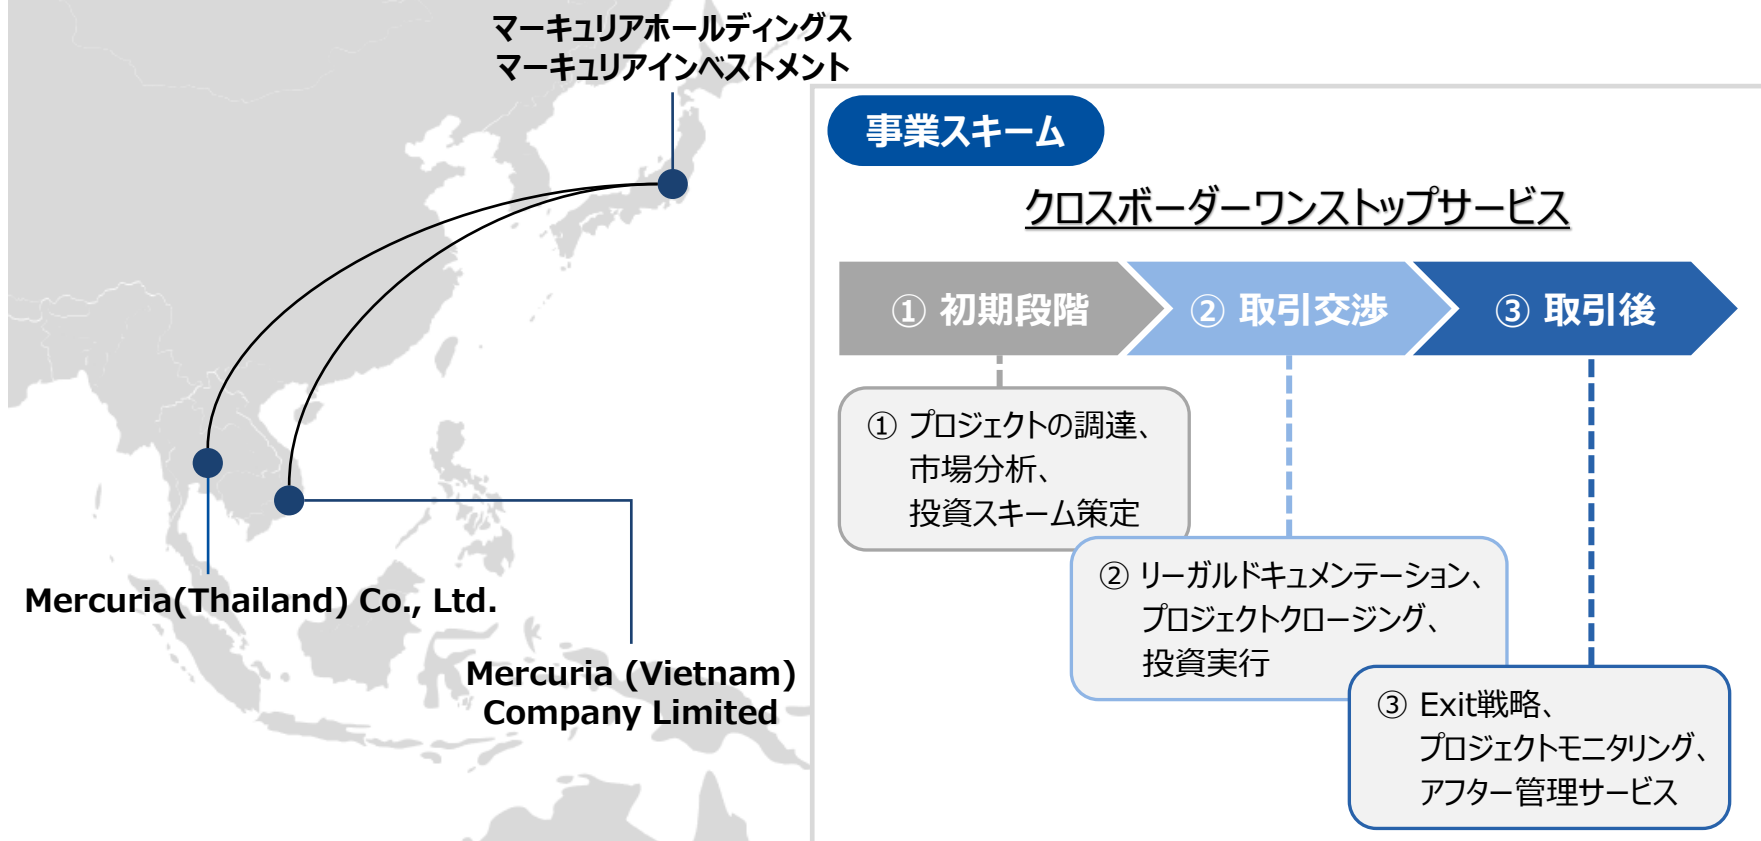 マーキュリアホールディングス
マーキュリアインベストメント
Mercuria(Thailand) Co., Ltd.
Mercuria (Vietnam)
Company Limited
事業スキーム
クロスボーダーワンストップサービス
① 初期段階
② 取引交渉
③ 取引後
① プロジェクトの調達、
市場分析、
投資スキーム策定
② リーガルドキュメンテーション、
プロジェクトクロージング、
投資実行
③ Exit戦略、
プロジェクトモニタリング、
アフター管理サービス